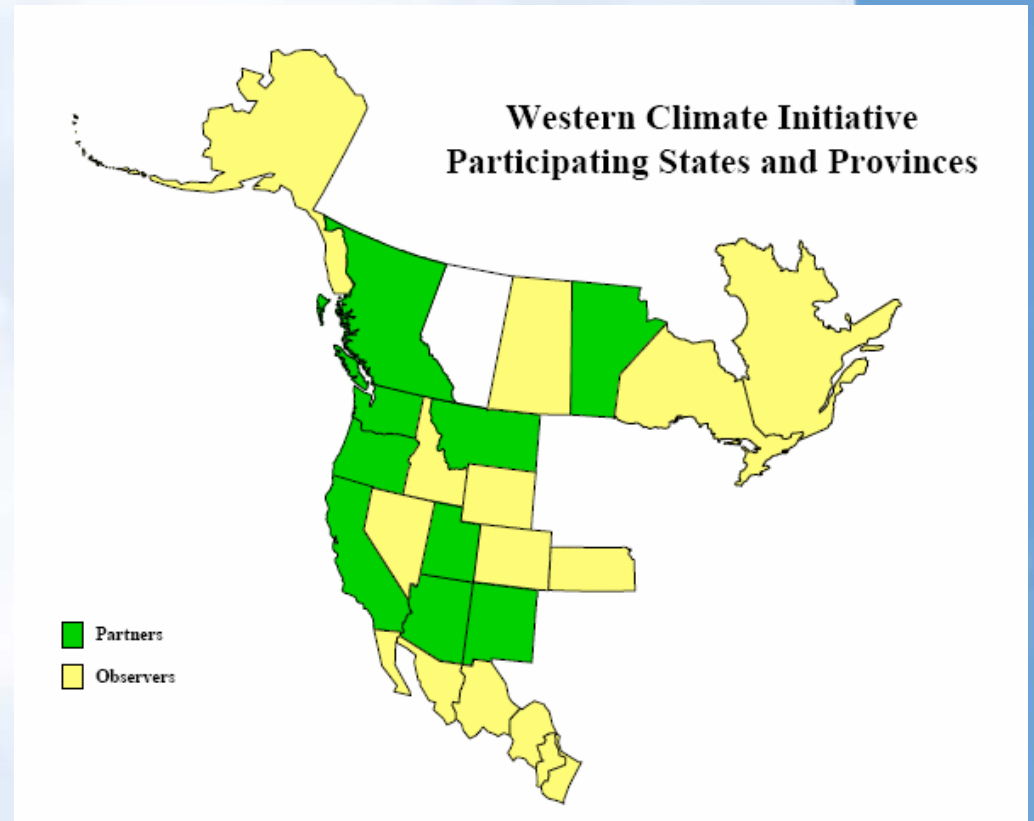 Western Climate Initiative
Participating States and Provinces
Partners
Observers